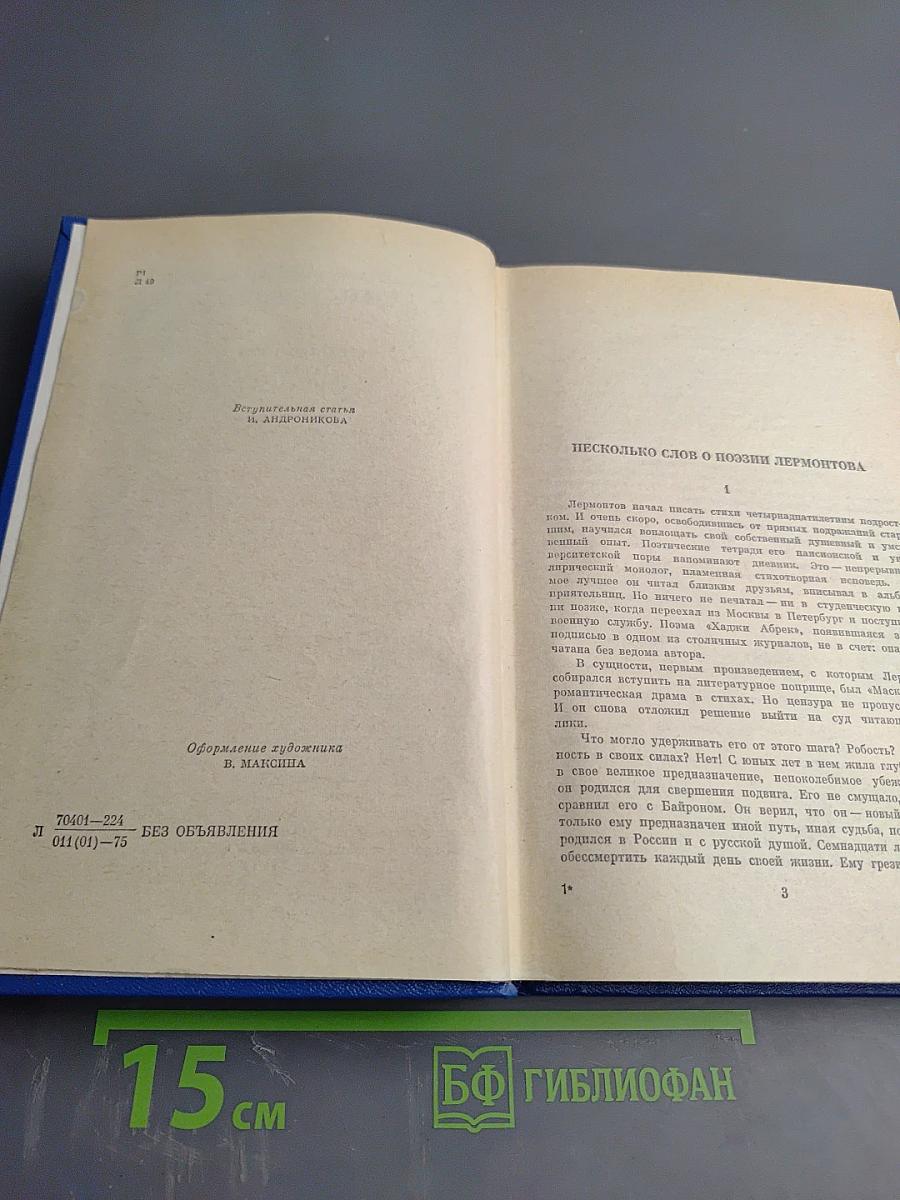 Р1
Л 49
Вступительная статья
И. АНДРОНИКОВА
Оформление художника
В. МАКСИНА
Л 70401—224
011(01)—75 БЕЗ ОБЪЯВЛЕНИЯ
НЕСКОЛЬКО СЛОВ О ПОЭЗИИ ЛЕРМОНТОВА
1
Лермонтов начал писать стихи четырнадцатилетним подрост-
ком. И очень скоро, освободившись от прямых подражаний стар
шим, научился воплощать свой собственный душевный и умст
венный опыт. Поэтические тетради его пансионской и ун
верситетской поры напоминают дневник. Это — непрерывн
лирический монолог, пламенная стихотворная исповедь.
мое лучшее он читал близким друзьям, вписывал в альб
приятельниц. Но ничего не печатал — ни в студенческую
ни позже, когда переехал из Москвы в Петербург и поступи
военную службу. Поэма «Хаджи Абрек», появившаяся з
подписью в одном из столичных журналов, не в счет: она
чатана без ведома автора.
В сущности, первым произведением, с которым Лер
собирался вступить на литературное поприще, был «Маск
романтическая драма в стихах. Но цензура не пропус
И он снова отложил решение выйти на суд читающ
лики.
Что могло удерживать его от этого шага? Робость?
ность в своих силах? Нет! С юных лет в нем жила глу
в свое великое предназначение, непоколебимое убеж
он родился для свершения подвига. Его не смущало,
сравнил его с Байроном. Он верил, что он — новый
только ему предназначен иной путь, иная судьба, по
родился в России и с русской душой. Семнадцати л
обессмертить каждый день своей жизни. Ему грези
1*
3
15 см
БФ ГИБЛИОФАН